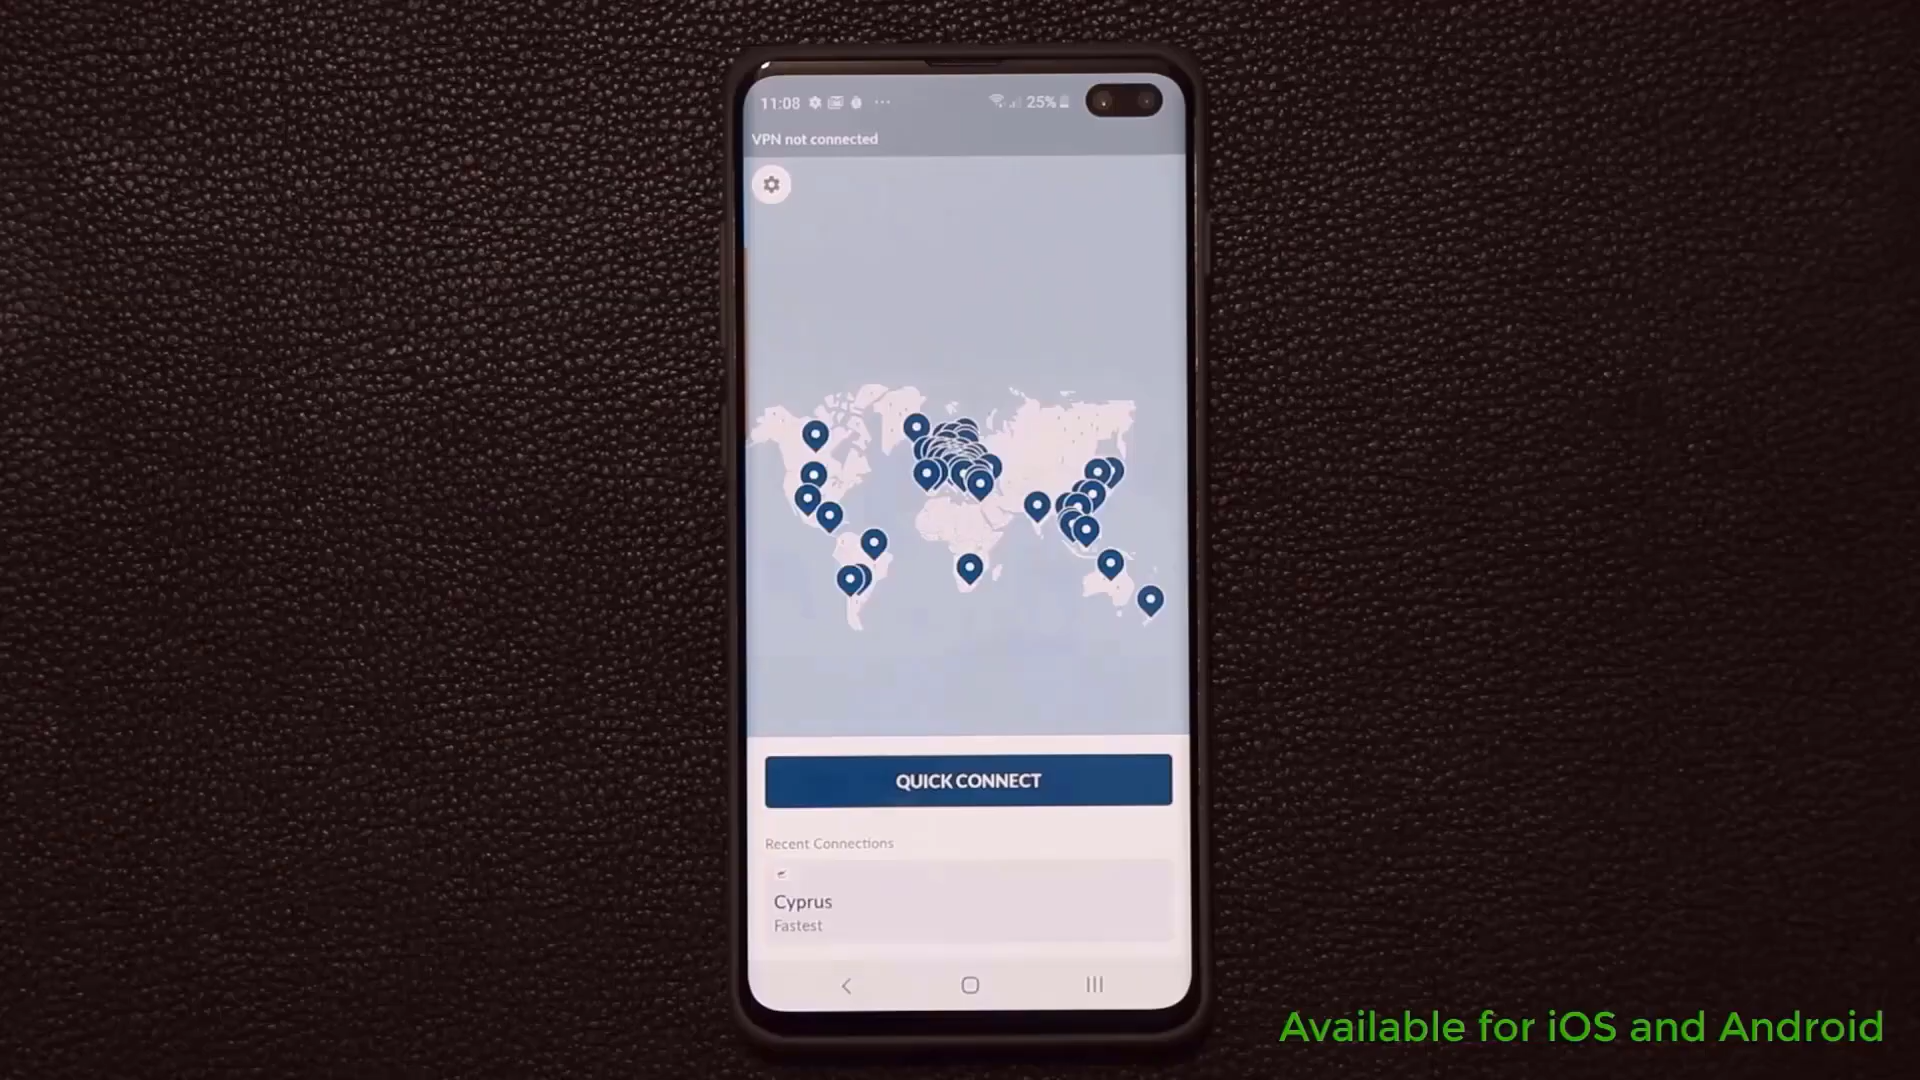 11:08
25%
VPN not connected
QUICK CONNECT
Recent Connections
Cyprus
Fastest
Available for iOS and Android